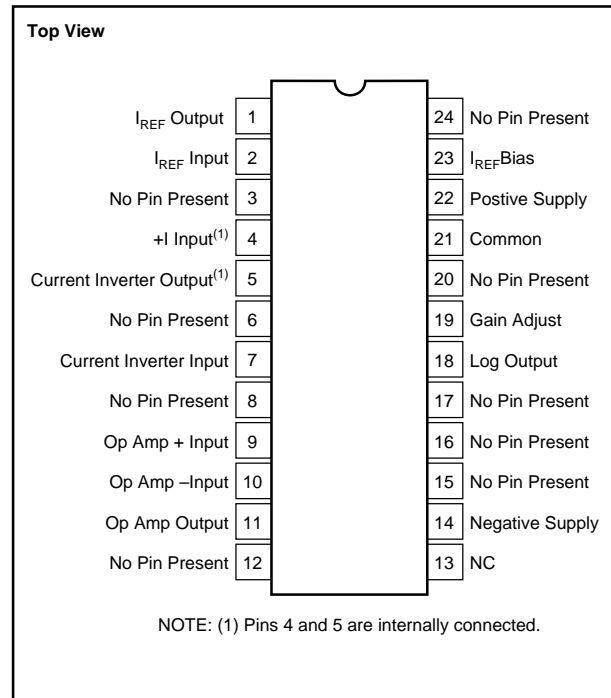 Top View
I_REF Output 1
I_REF Input 2
No Pin Present 3
+I Input(1) 4
Current Inverter Output(1) 5
No Pin Present 6
Current Inverter Input 7
No Pin Present 8
Op Amp + Input 9
Op Amp –Input 10
Op Amp Output 11
No Pin Present 12
24 No Pin Present
23 I_REFBias
22 Postive Supply
21 Common
20 No Pin Present
19 Gain Adjust
18 Log Output
17 No Pin Present
16 No Pin Present
15 No Pin Present
14 Negative Supply
13 NC
NOTE: (1) Pins 4 and 5 are internally connected.